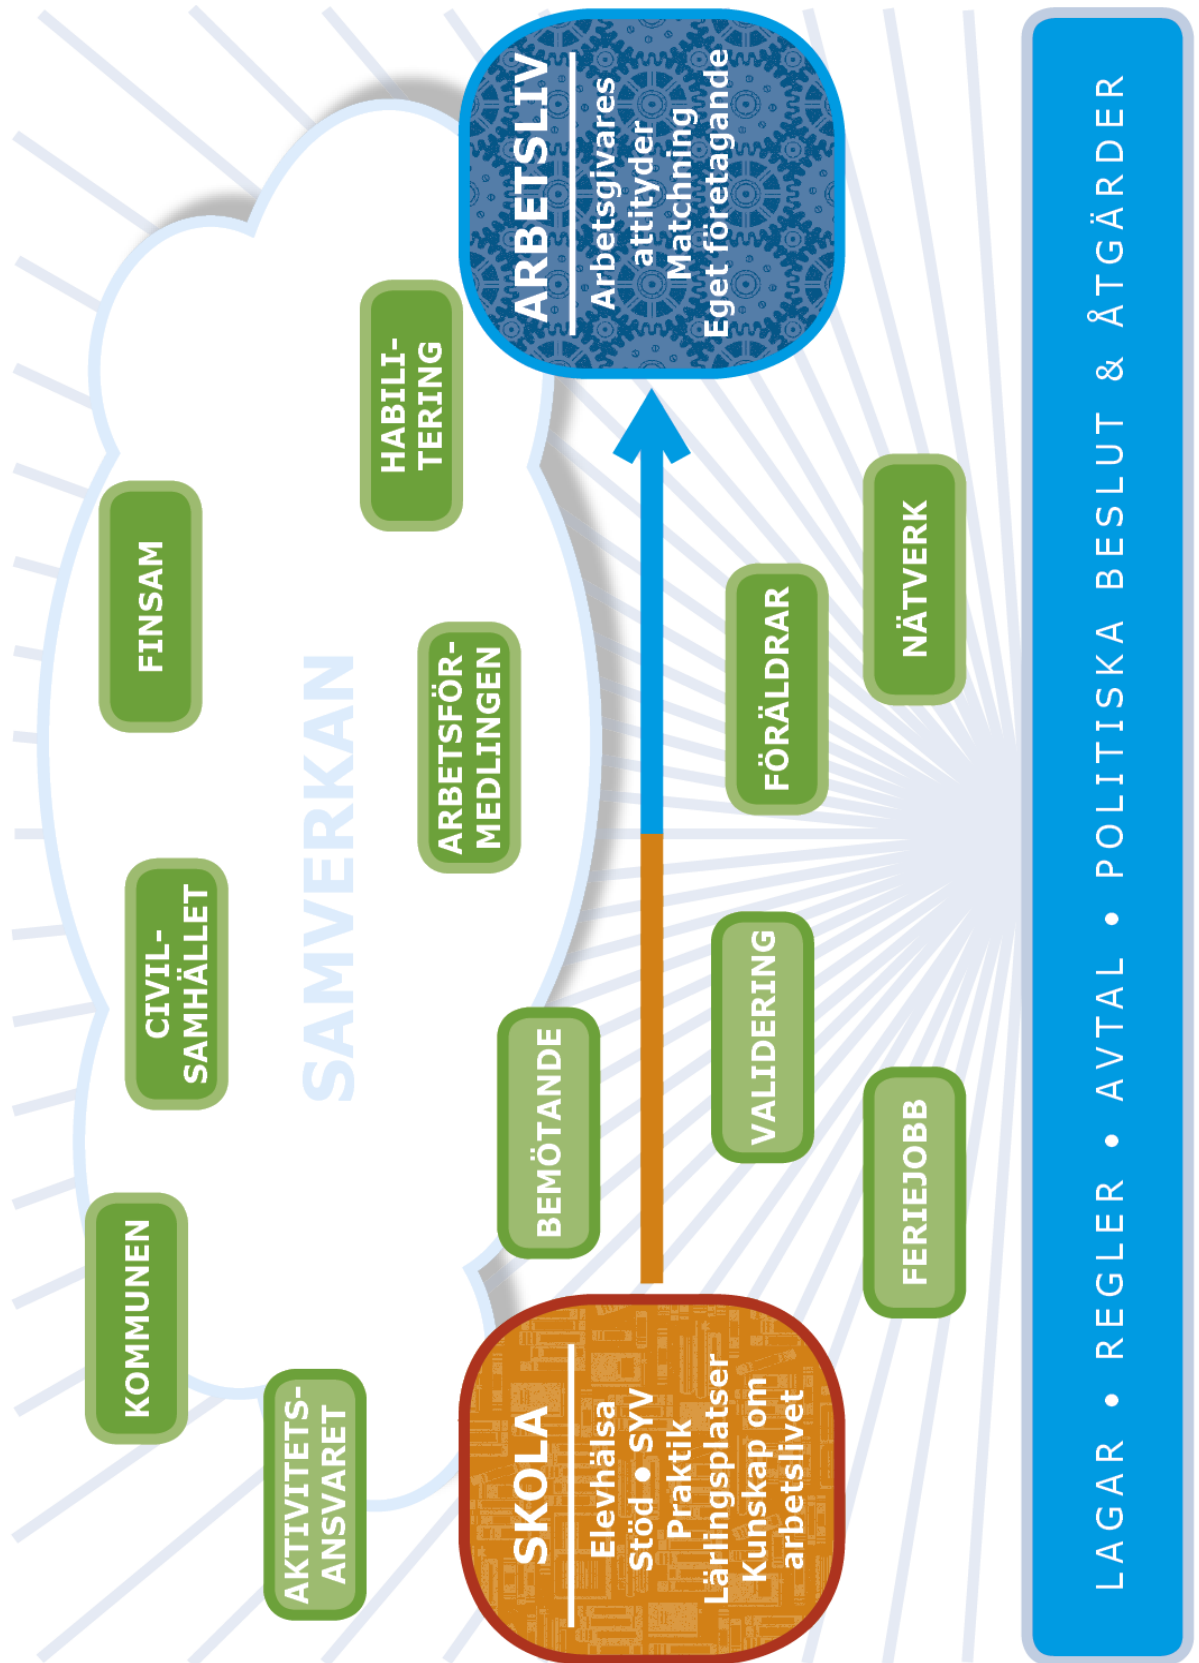 KOMMUNEN
CIVIL-
SAMHÄLLET
FINSAM
AKTIVITETS-
ANSVARET
SAMVERKAN
HABILI-
TERING
ARBETSFÖR-
MEDLINGEN
BEMÖTANDE
SKOLA
Elevhälsa
Stöd • SYV
Praktik
Lärlingsplatser
Kunskap om
arbetslivet
ARBETSLIV
Arbetsgivares
attityder
Matchning
Eget företagande
VALIDERING
FÖRÄLDRAR
FERIEJOBB
NÄTVERK
LAGAR • REGLER • AVTAL • POLITISKA BESLUT & ÅTGÄRDER